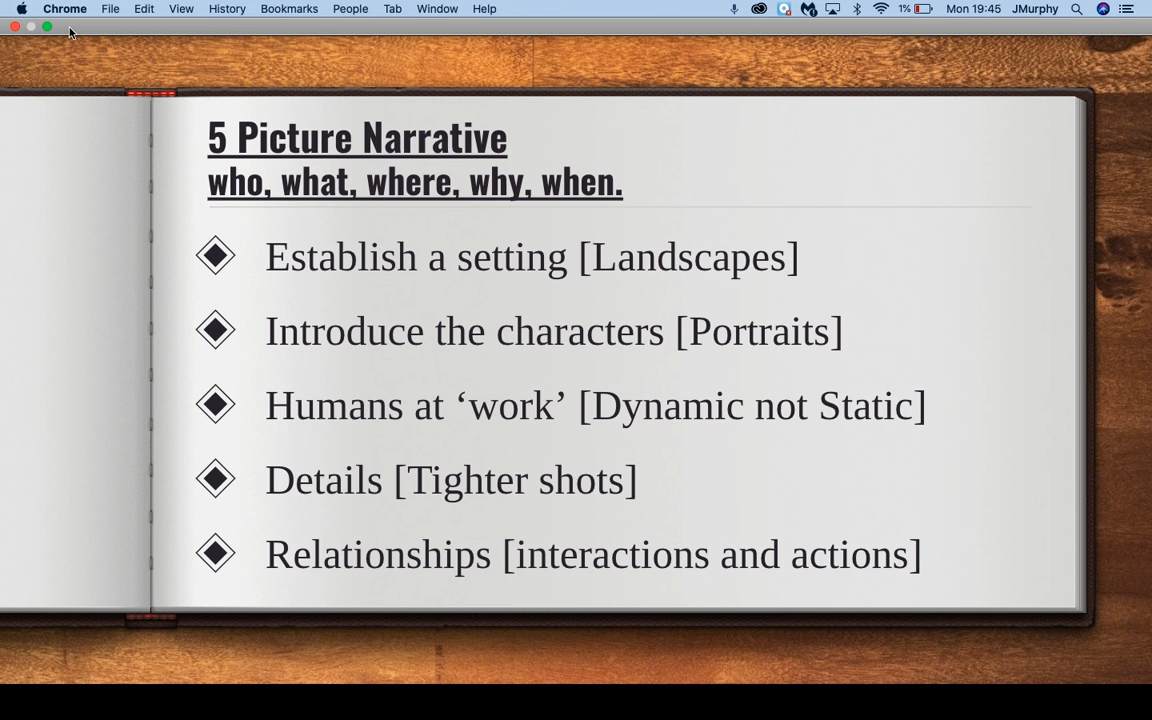 Chrome File Edit View History Bookmarks People Tab Window Help 1% Mon 19:45 JMurphy
5 Picture Narrative
who, what, where, why, when.
Establish a setting [Landscapes]
Introduce the characters [Portraits]
Humans at ‘work’ [Dynamic not Static]
Details [Tighter shots]
Relationships [interactions and actions]